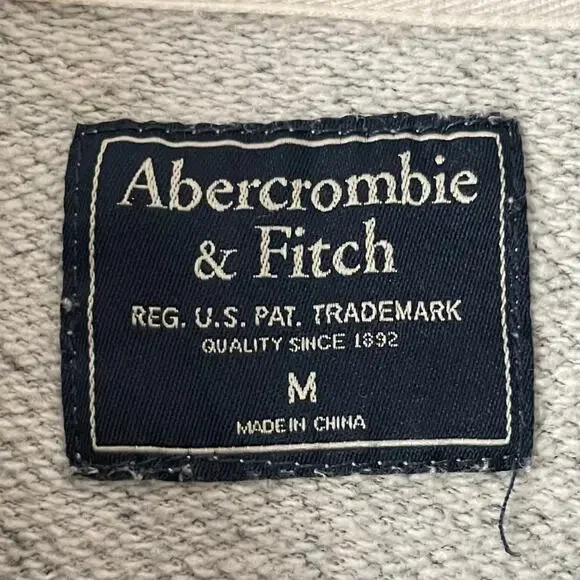 Abercrombie
& Fitch
REG. U.S. PAT. TRADEMARK
QUALITY SINCE 1892
M
MADE IN CHINA